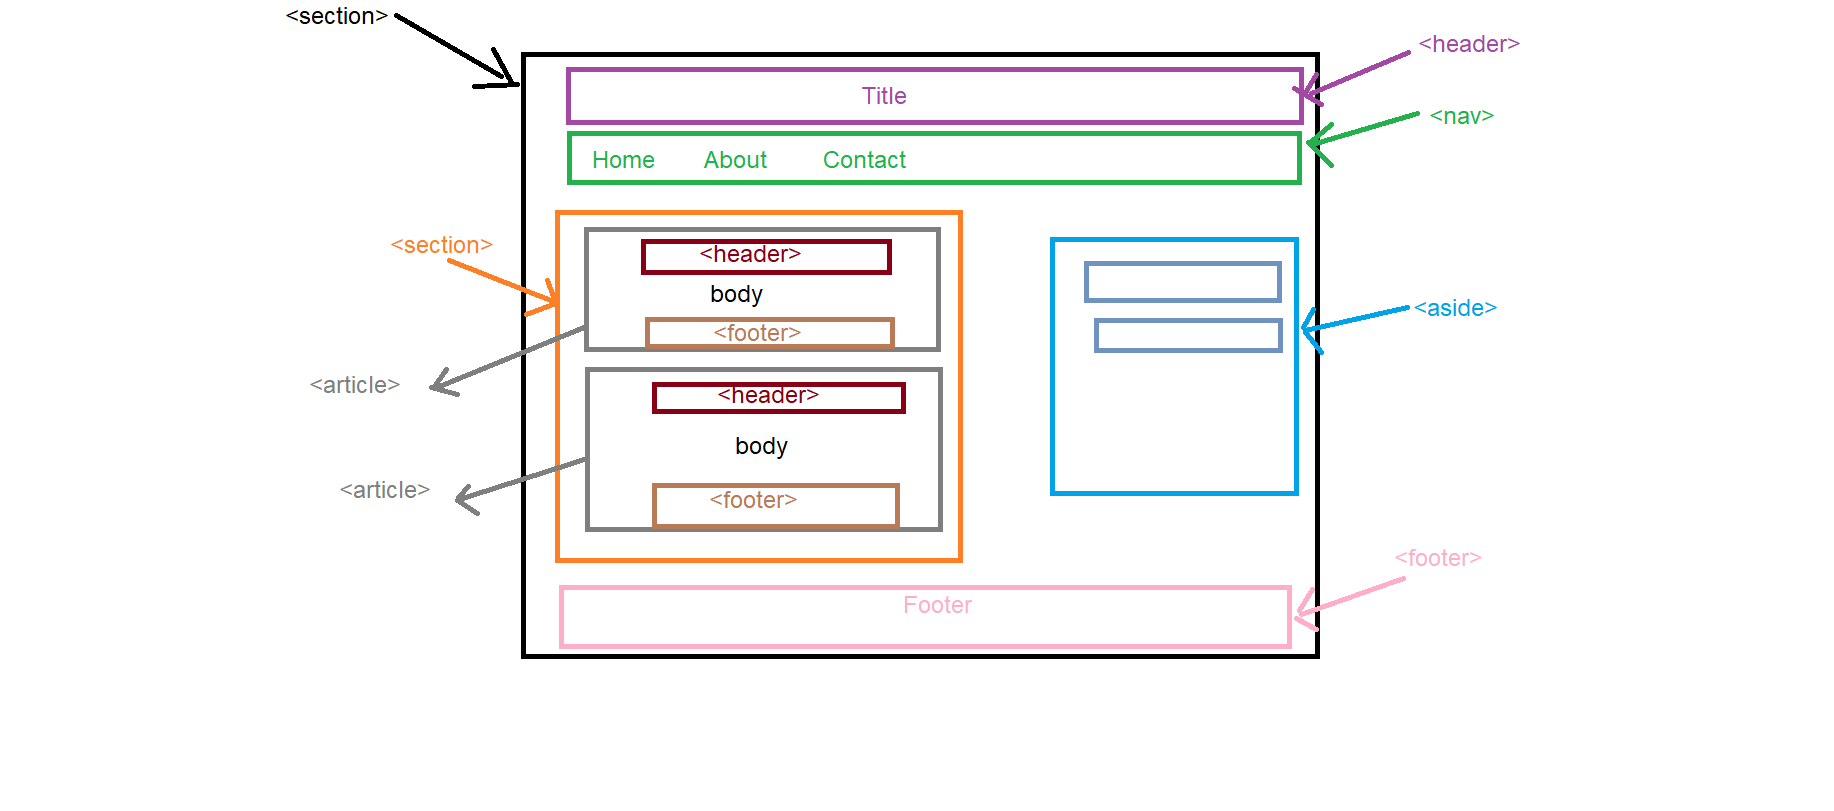 <section>
<header>
Title
<nav>
Home About Contact
<section>
<header>
body
<footer>
<aside>
<article>
<header>
body
<article>
<footer>
<footer>
Footer